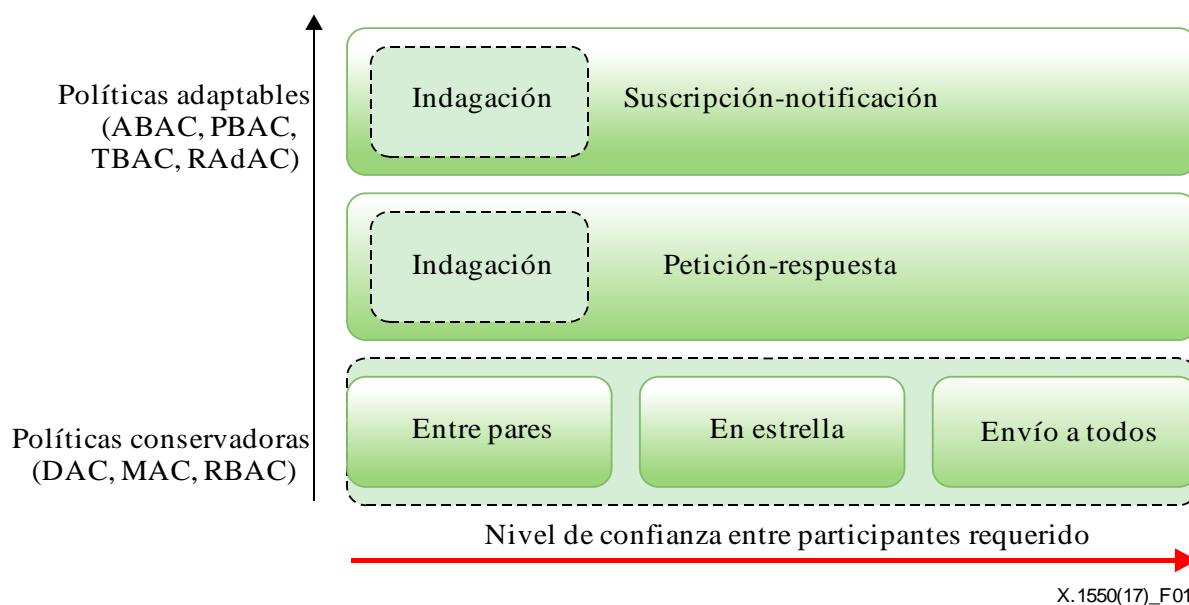 Políticas adaptables
(ABAC, PBAC,
TBAC, RAdAC)
Indagación
Suscripción-notificación
Indagación
Petición-respuesta
Políticas conservadoras
(DAC, MAC, RBAC)
Entre pares
En estrella
Envío a todos
Nivel de confianza entre participantes requerido
X.1550(17)_F01